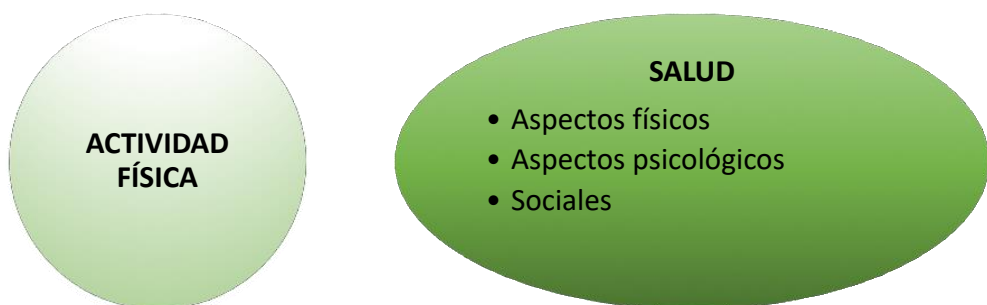 ACTIVIDAD
FÍSICA
SALUD
• Aspectos físicos
• Aspectos psicológicos
• Sociales